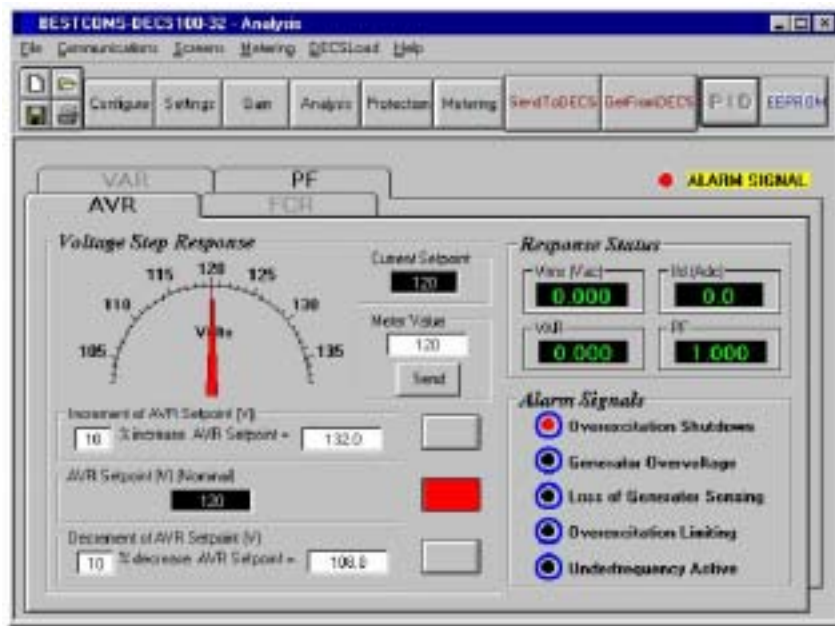 BESTCOMS-DECS100-32 - Analysis
File Communications Screens Metering DECSLoad Help
Configure Settings Gain Analysis Protection Metering SendToDECS GetFromDECS PID EEPROM
VAR PF
ALARM SIGNAL
AVR FCR
Voltage Step Response
105 110 115 120 125 130 135
Volts
Current Setpoint
120
Meter Value
120
Send
Increment of AVR Setpoint (V)
10 % increase AVR Setpoint = 132.0
AVR Setpoint (V) (Nominal)
120
Decrement of AVR Setpoint (V)
10 % decrease AVR Setpoint = 108.0
Response Status
Vrms (Vac) Ifd (Adc)
0.000 0.0
VAR PF
0.000 1.000
Alarm Signals
Overexcitation Shutdown
Generator Overvoltage
Loss of Generator Sensing
Overexcitation Limiting
Underfrequency Active